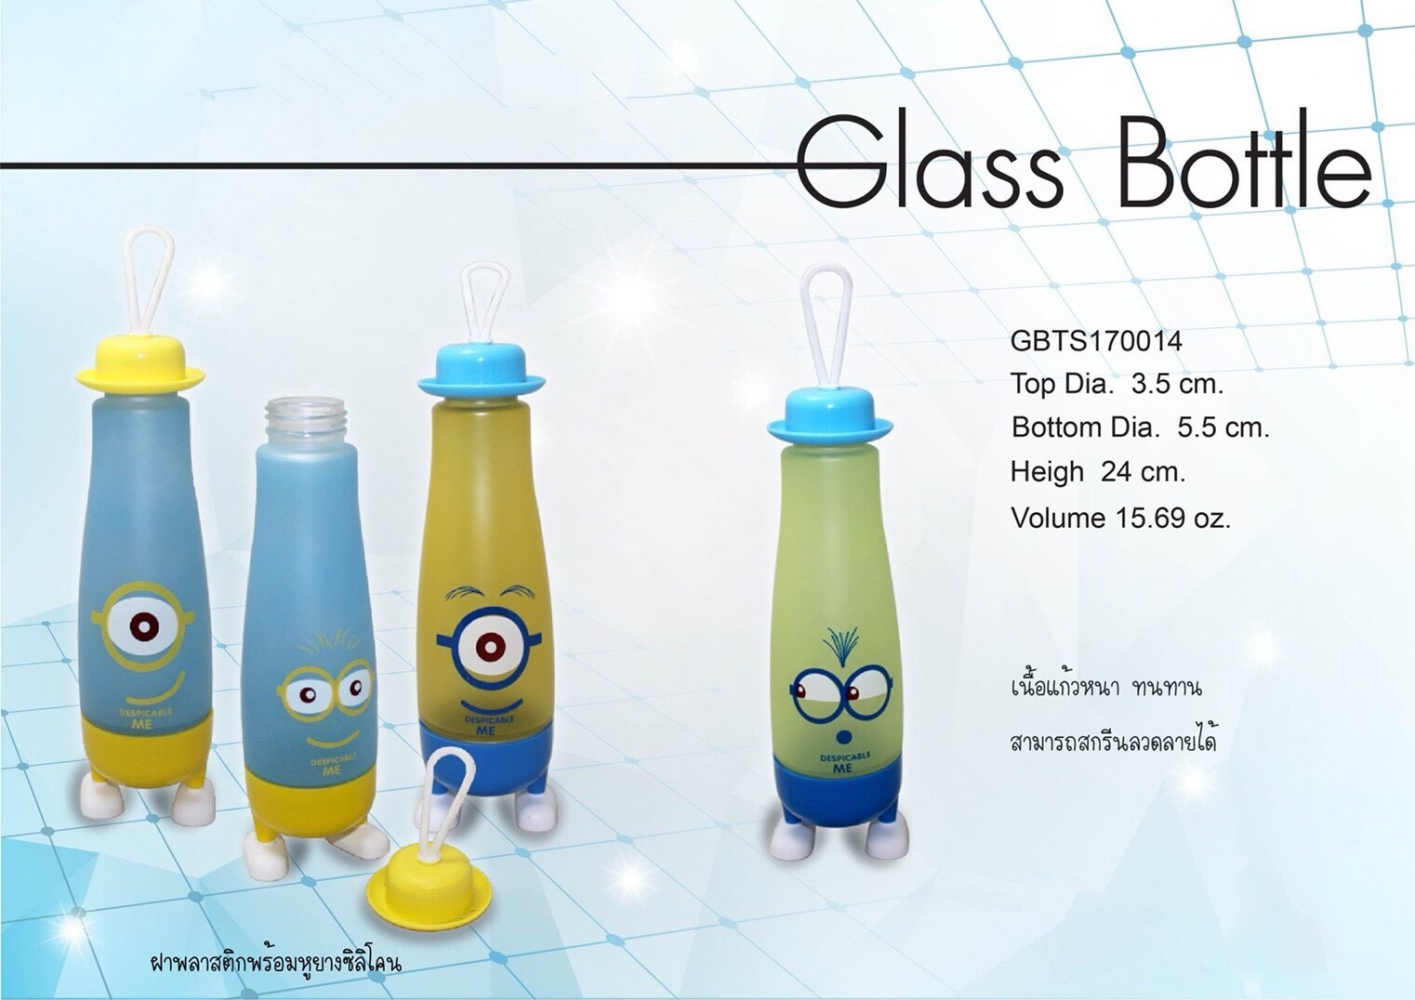 Glass Bottle
GBTS170014
Top Dia. 3.5 cm.
Bottom Dia. 5.5 cm.
Heigh 24 cm.
Volume 15.69 oz.
เนื้อแก้วหนา ทนทาน
สามารถสกรีนลวดลายได้
DESPICABLE
ME
DESPICABLE
ME
DESPICABLE
ME
DESPICABLE
ME
ฝาพลาสติกพร้อมหูยางซิลิโคน